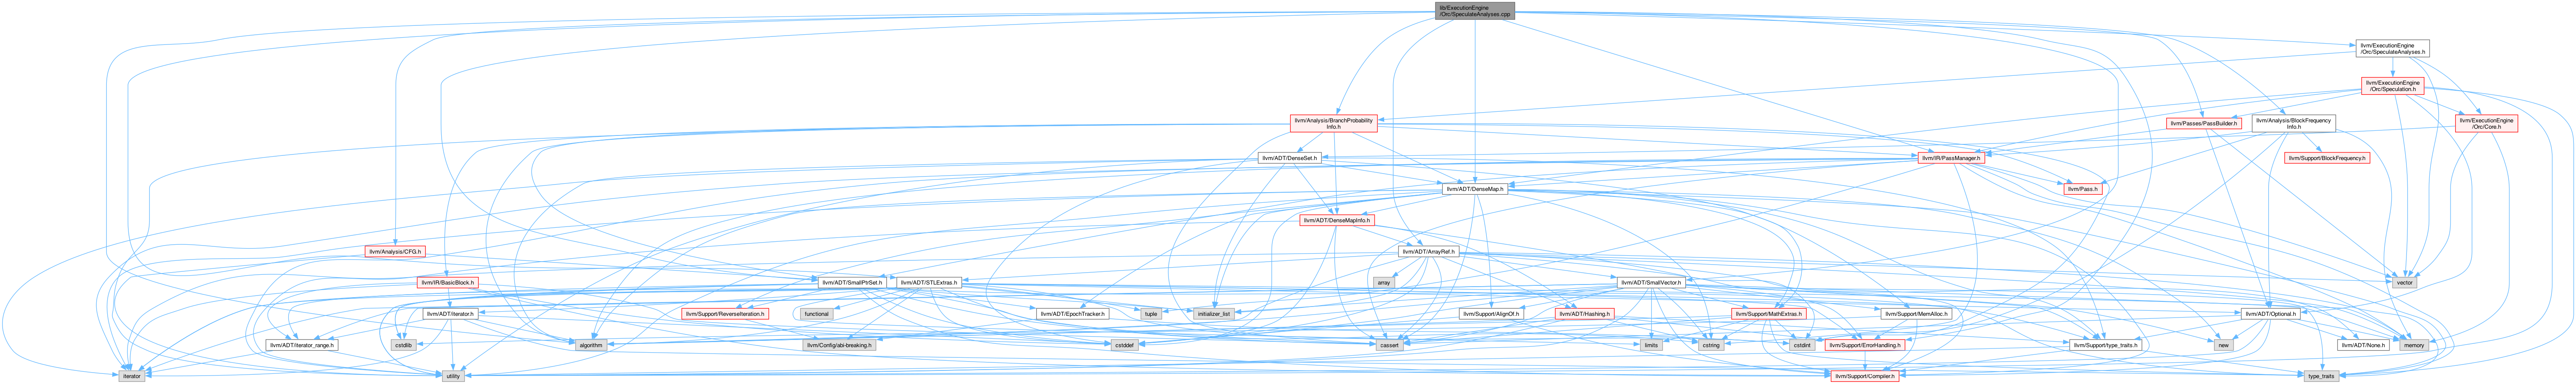 lib/ExecutionEngine
/Orc/SpeculateAnalyses.cpp
llvm/ExecutionEngine
/Orc/SpeculateAnalyses.h
llvm/ExecutionEngine
/Orc/Speculation.h
llvm/Analysis/BranchProbability
Info.h
llvm/Passes/PassBuilder.h
llvm/Analysis/BlockFrequency
Info.h
llvm/ExecutionEngine
/Orc/Core.h
llvm/ADT/DenseSet.h
llvm/IR/PassManager.h
llvm/Support/BlockFrequency.h
llvm/ADT/DenseMap.h
llvm/Pass.h
llvm/ADT/DenseMapInfo.h
llvm/Analysis/CFG.h
llvm/ADT/ArrayRef.h
llvm/IR/BasicBlock.h
llvm/ADT/SmallPtrSet.h
llvm/ADT/STLExtras.h
array
llvm/ADT/SmallVector.h
vector
llvm/ADT/iterator.h
llvm/Support/ReverseIteration.h
functional
llvm/ADT/EpochTracker.h
tuple
initializer_list
llvm/Support/AlignOf.h
llvm/ADT/Hashing.h
llvm/Support/MathExtras.h
llvm/Support/MemAlloc.h
llvm/ADT/Optional.h
llvm/ADT/iterator_range.h
cstdlib
algorithm
llvm/Config/abi-breaking.h
cstddef
cassert
limits
cstring
cstdint
llvm/Support/ErrorHandling.h
llvm/Support/type_traits.h
new
llvm/ADT/None.h
memory
iterator
utility
llvm/Support/Compiler.h
type_traits